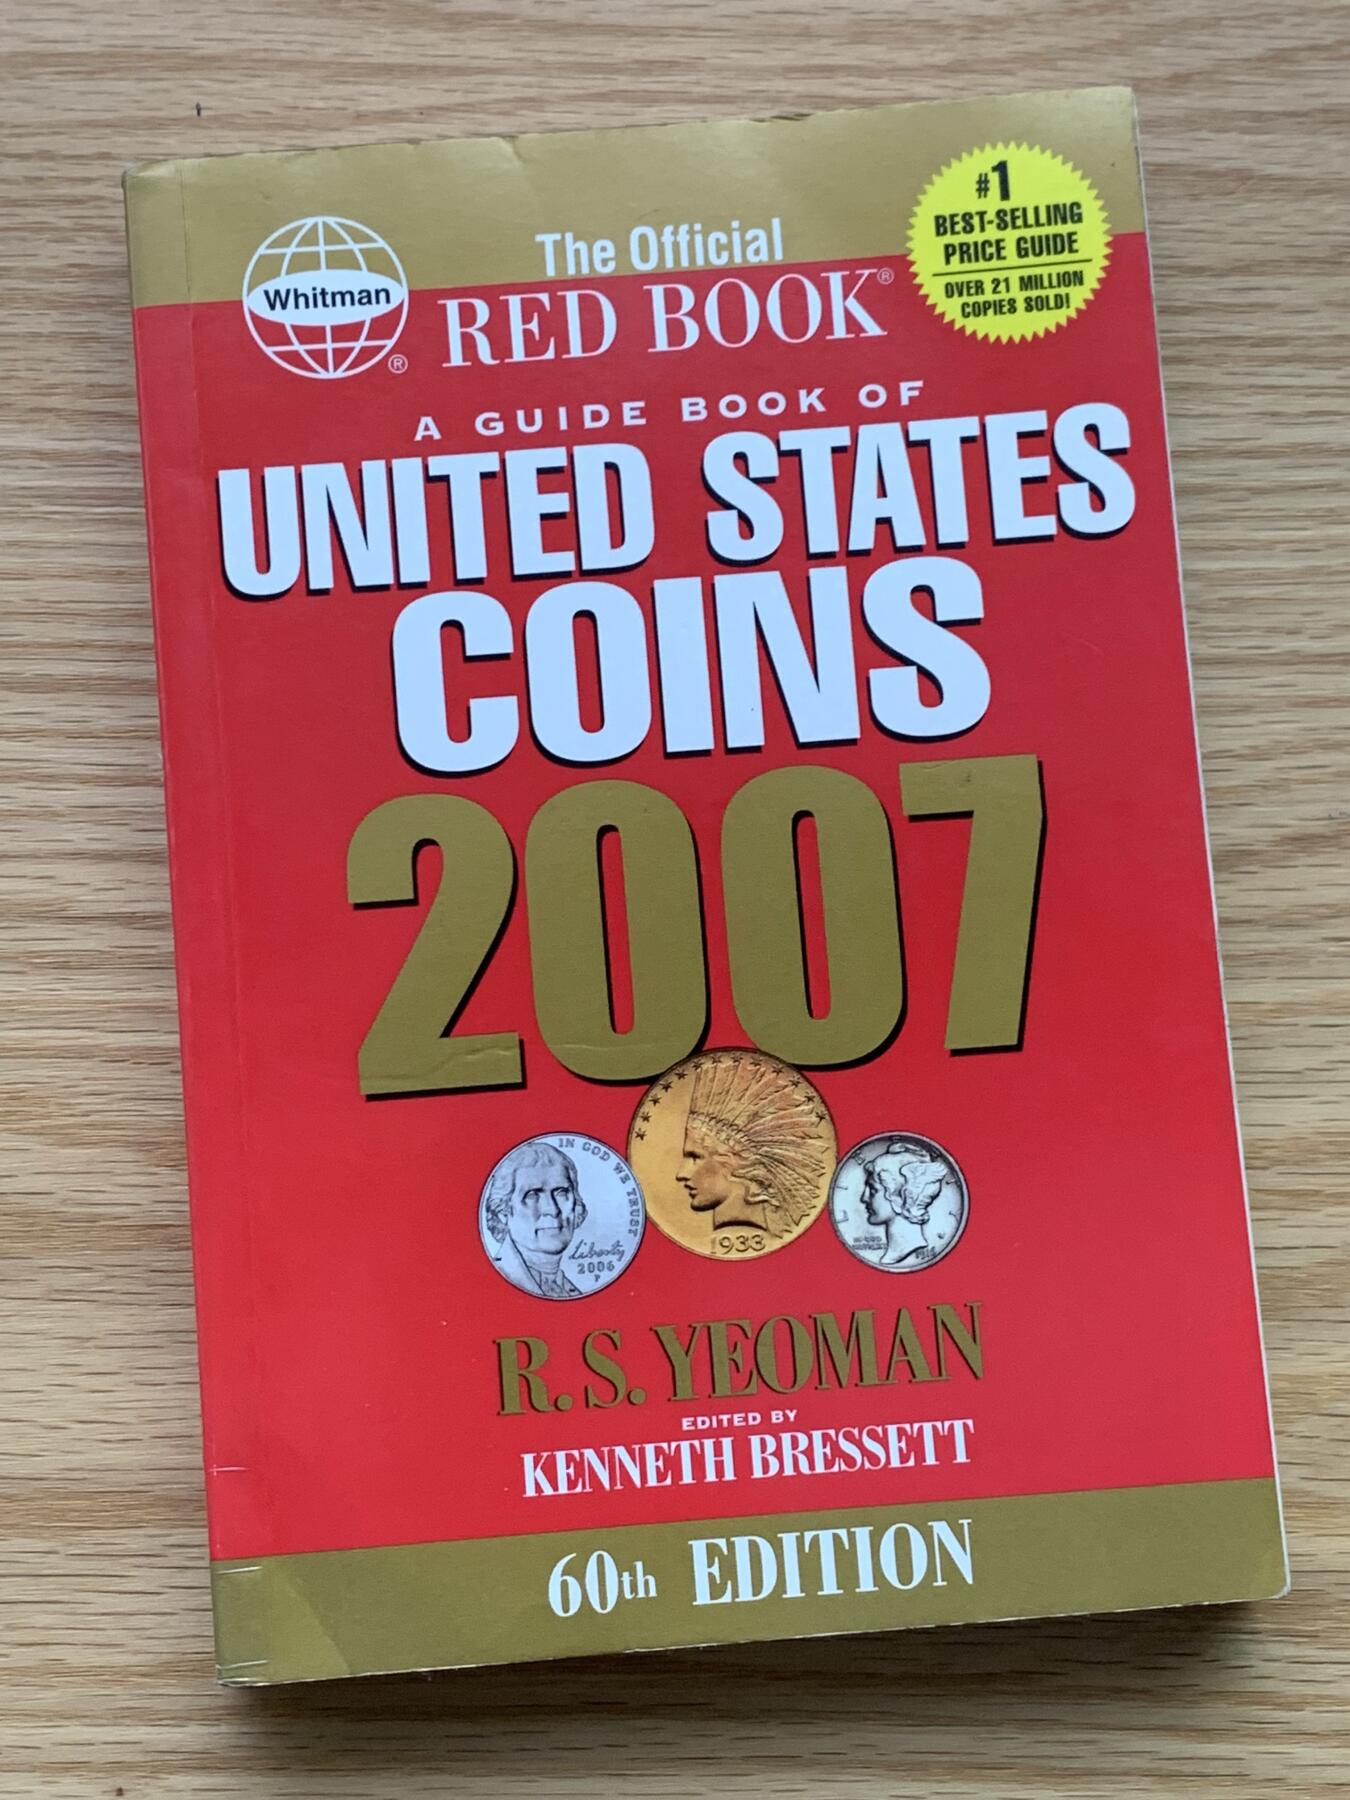 Whitman®
The Official
RED BOOK®
#1
BEST-SELLING
PRICE GUIDE
OVER 21 MILLION
COPIES SOLD!
A GUIDE BOOK OF
UNITED STATES
COINS
2007
IN GOD WE TRUST
Liberty
2006
P
1933
R. S. YEOMAN
EDITED BY
KENNETH BRESSETT
60th EDITION